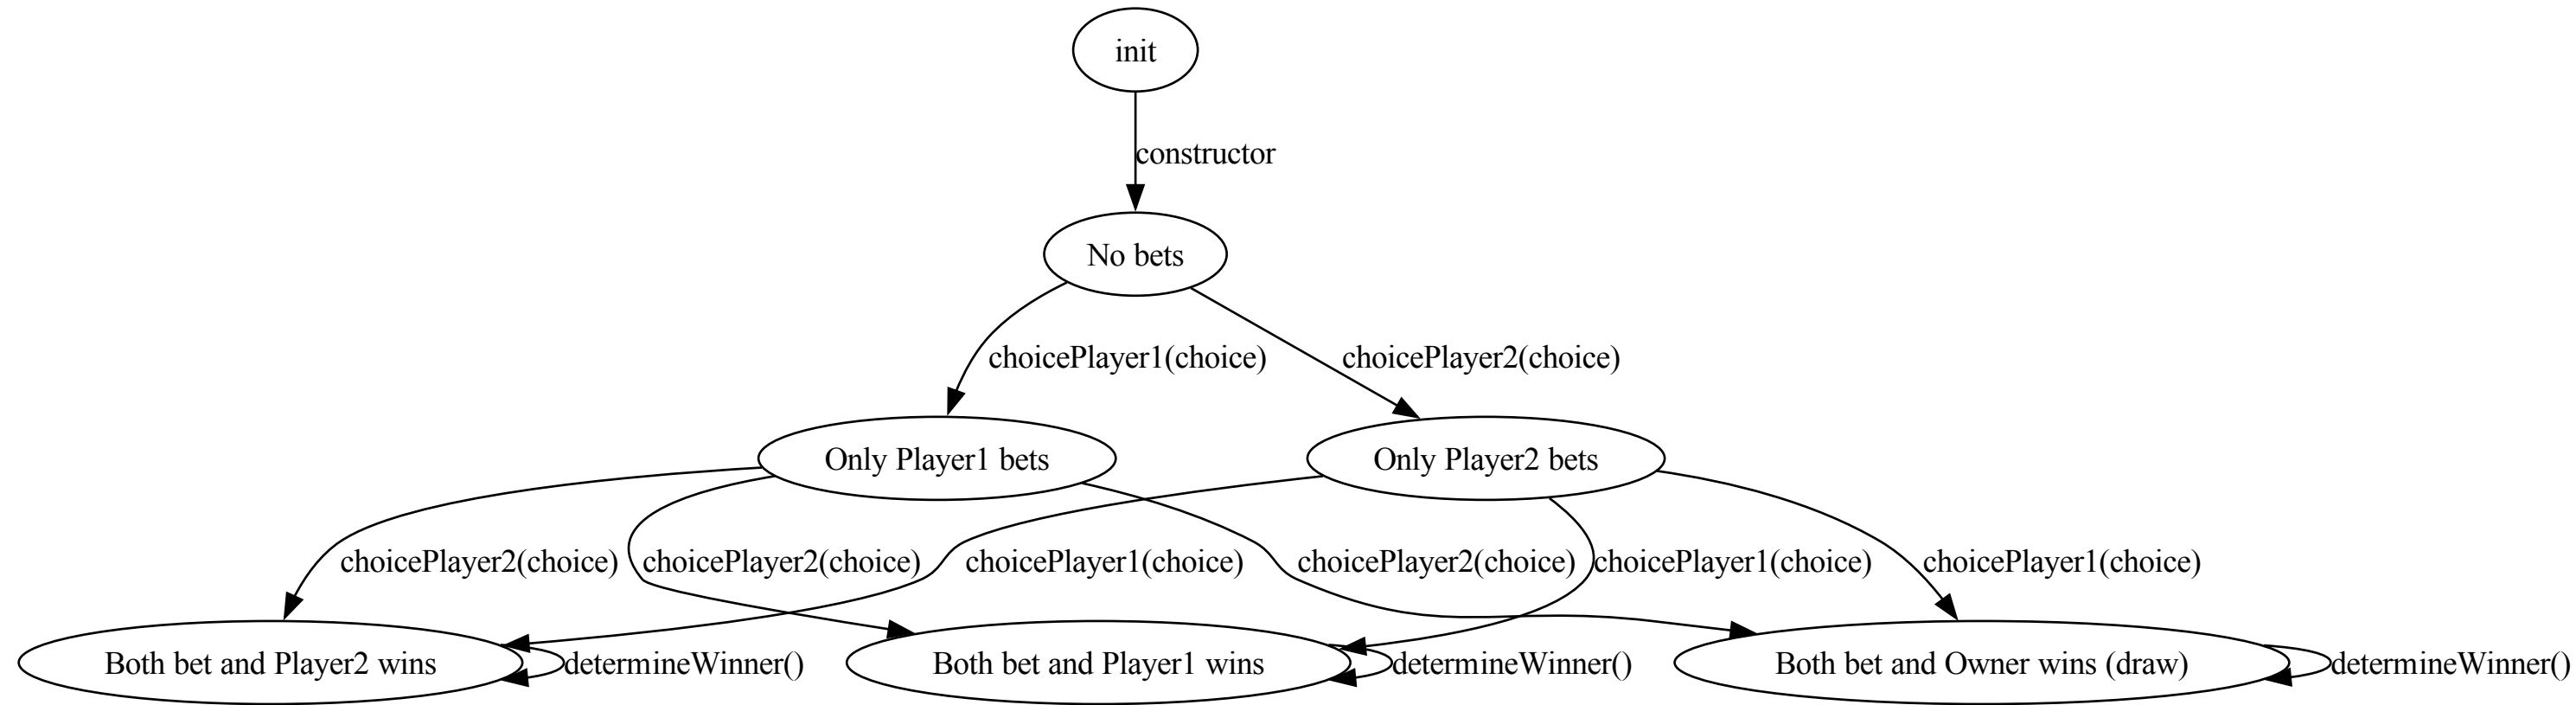 init
constructor
No bets
choicePlayer1(choice)
choicePlayer2(choice)
Only Player1 bets
Only Player2 bets
choicePlayer2(choice)
choicePlayer2(choice)
choicePlayer1(choice)
choicePlayer2(choice)
choicePlayer1(choice)
choicePlayer1(choice)
Both bet and Player2 wins
determineWinner()
Both bet and Player1 wins
determineWinner()
Both bet and Owner wins (draw)
determineWinner()